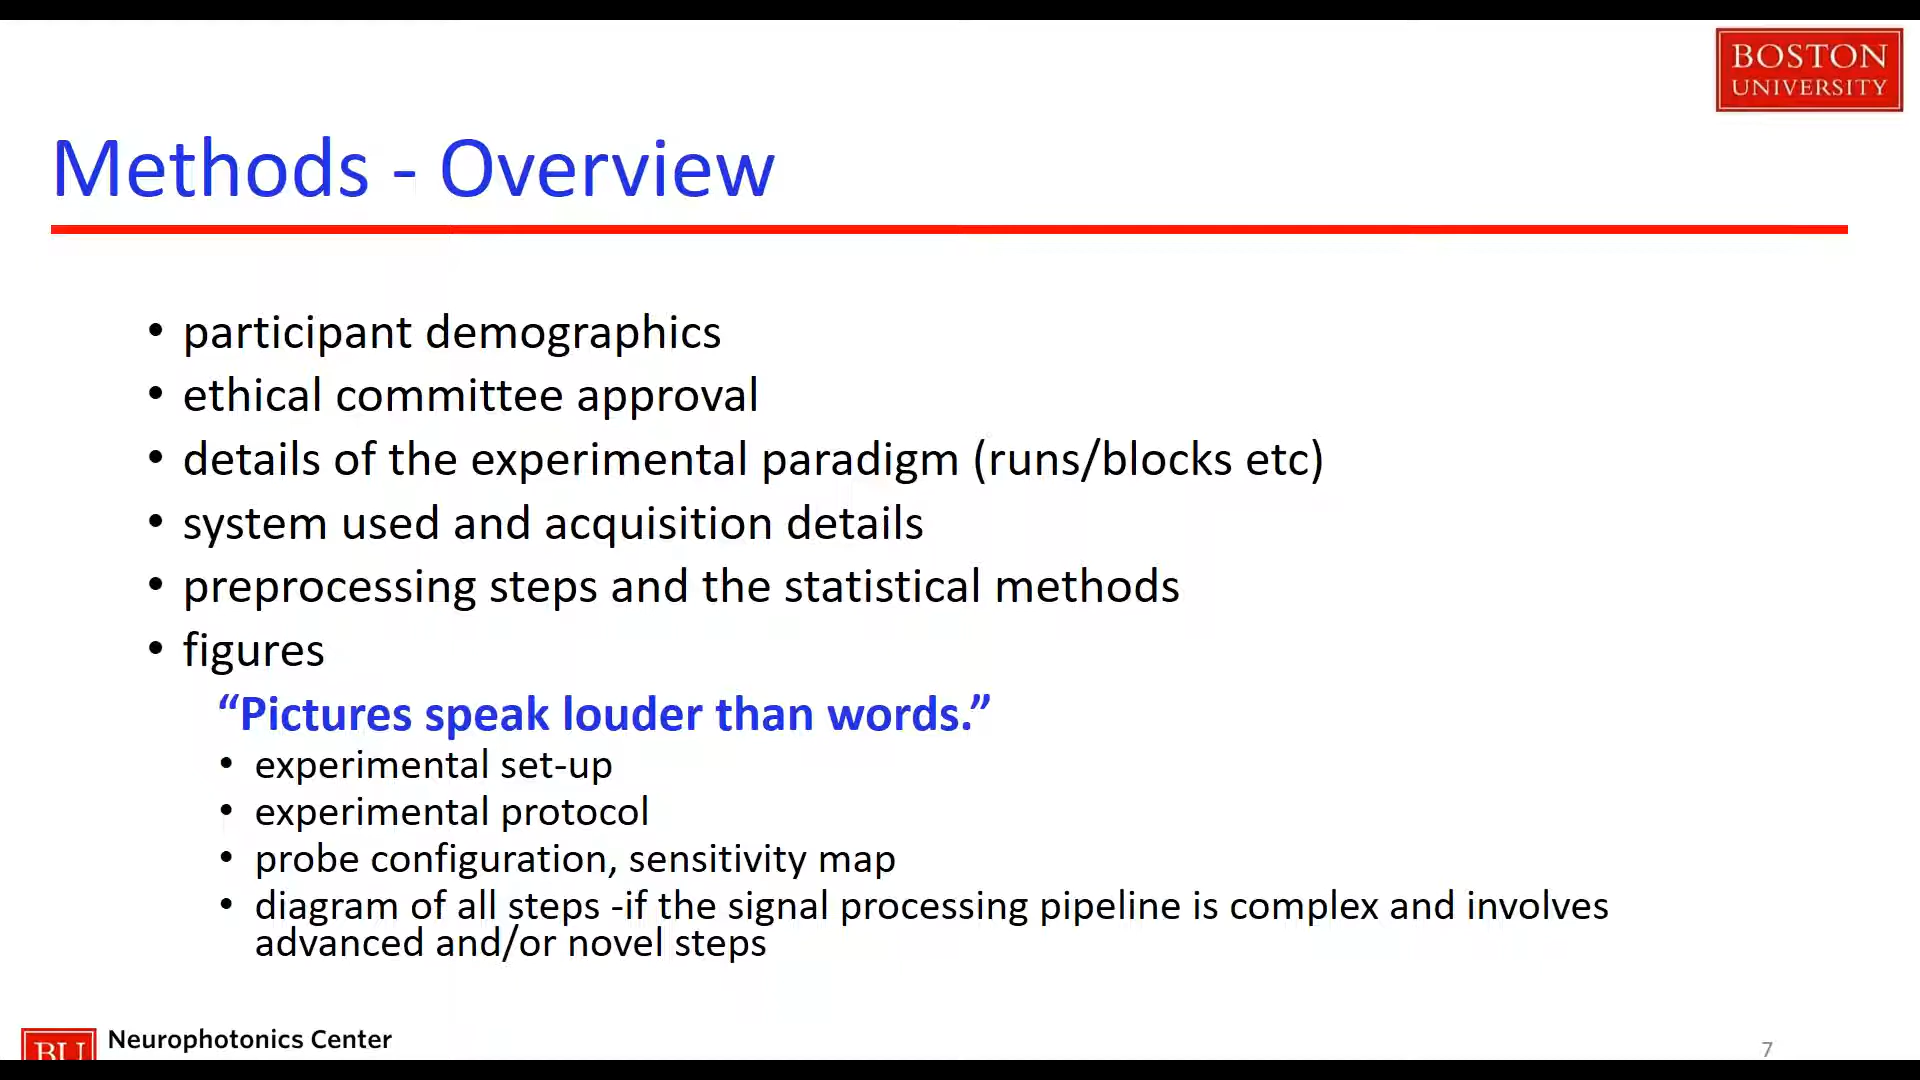 BOSTON
UNIVERSITY
Methods - Overview
• participant demographics
• ethical committee approval
• details of the experimental paradigm (runs/blocks etc)
• system used and acquisition details
• preprocessing steps and the statistical methods
• figures
“Pictures speak louder than words.”
• experimental set-up
• experimental protocol
• probe configuration, sensitivity map
• diagram of all steps -if the signal processing pipeline is complex and involves
advanced and/or novel steps
BU Neurophotonics Center
7